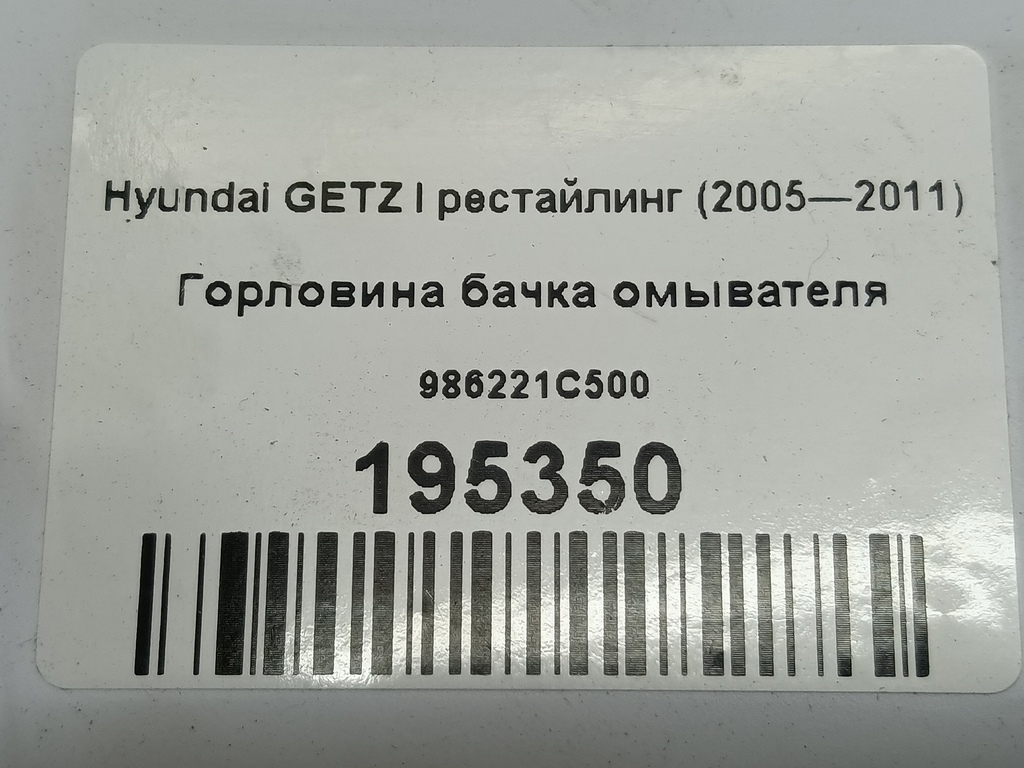 Hyundai GETZ I рестайлинг (2005—2011)
Горловина бачка омывателя
986221C500
195350